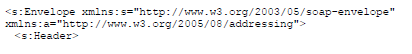 <s:Envelope xmlns:s="http://www.w3.org/2003/05/soap-envelope"
xmlns:a="http://www.w3.org/2005/08/addressing">
<s:Header>